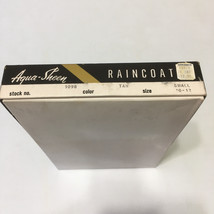 Aqua-Sheen RAINCOAT
stock no. color TAN size SMALL